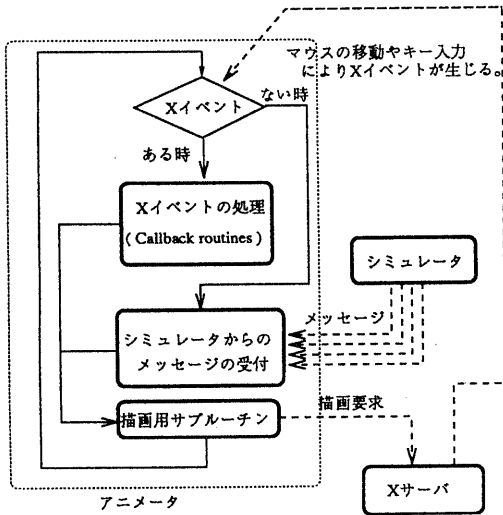 マウスの移動やキー入力
によりXイベントが生じる。
Xイベント
ない時
ある時
Xイベントの処理
( Callback routines )
シミュレータ
メッセージ
シミュレータからの
メッセージの受付
描画用サブルーチン
描画要求
Xサーバ
アニメータ